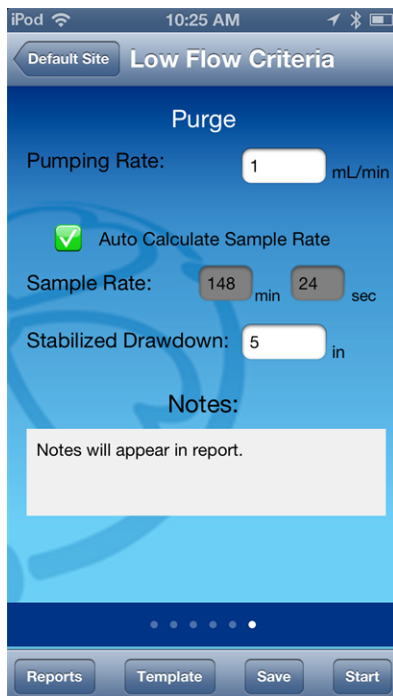 iPod 10:25 AM
Default Site Low Flow Criteria
Purge
Pumping Rate: 1 mL/min
Auto Calculate Sample Rate
Sample Rate: 148 min 24 sec
Stabilized Drawdown: 5 in
Notes:
Notes will appear in report.
Reports Template Save Start